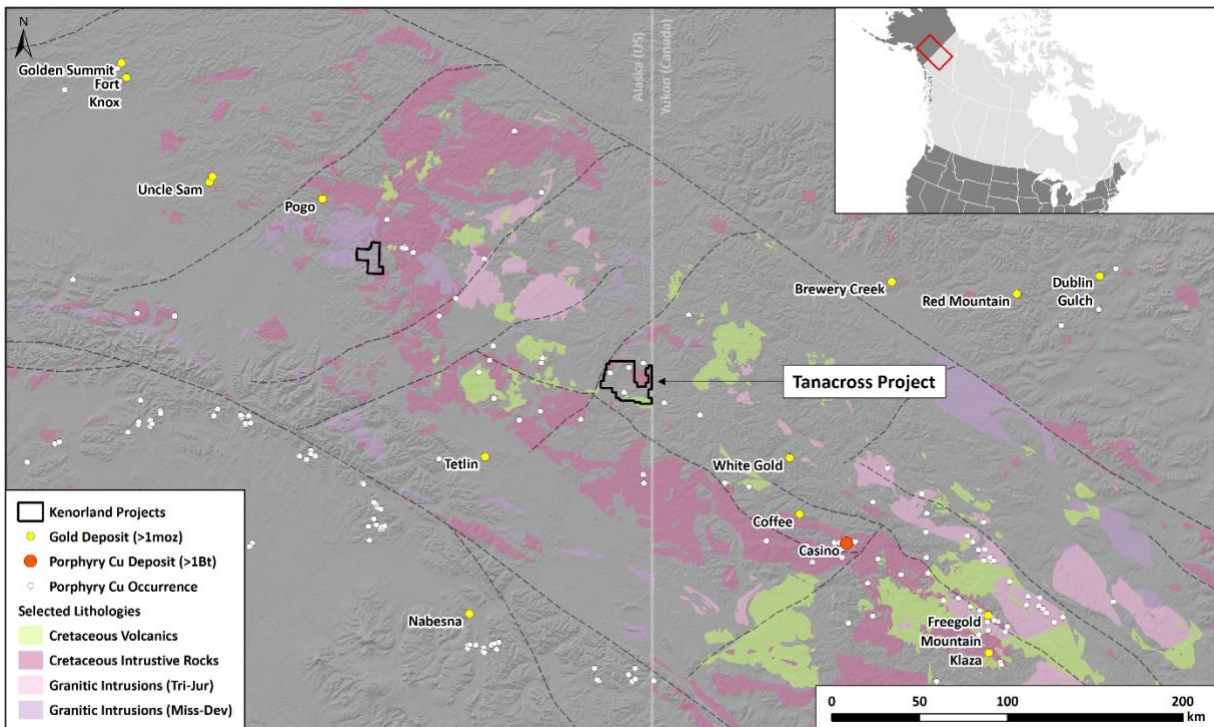 N
Golden Summit
Fort
Knox
Uncle Sam
Pogo
Alaska (US)
Yukon (Canada)
Brewery Creek
Red Mountain
Dublin
Gulch
Tanacross Project
Tetlin
White Gold
Coffee
Casino
Nabesna
Freegold
Mountain
Klaza
Kenorland Projects
Gold Deposit (>1moz)
Porphyry Cu Deposit (>1Bt)
Porphyry Cu Occurrence
Selected Lithologies
Cretaceous Volcanics
Cretaceous Intrustive Rocks
Granitic Intrusions (Tri-Jur)
Granitic Intrusions (Miss-Dev)
0 50 100 200
km